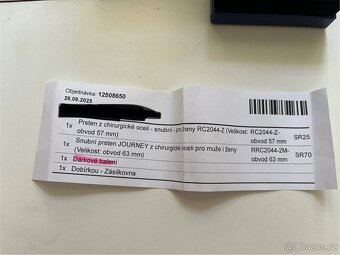 Objednávka: 12508650
26.06.2025
1x Prsten z chirurgické oceli - snubní - pro ženy RC2044-Z (Velikost: obvod 57 mm) RC2044-Z-obvod 57 mm SR25
1x Snubní prsten JOURNEY z chirurgické oceli pro muže i ženy (Velikost: obvod 63 mm) RRC2044-2M-obvod 63 mm SR70
1x Dárkové balení
1x Dobírkou - Zásilkovna
bazos.cz